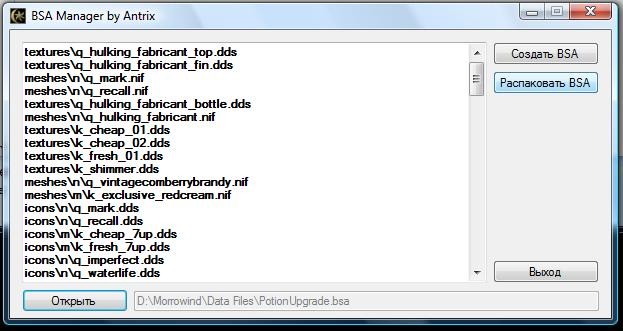 BSA Manager by Antrix
textures\q_hulking_fabricant_top.dds
textures\q_hulking_fabricant_fin.dds
meshes\n\q_mark.nif
meshes\n\q_recall.nif
textures\q_hulking_fabricant_bottle.dds
meshes\n\q_hulking_fabricant.nif
textures\k_cheap_01.dds
textures\k_cheap_02.dds
textures\k_fresh_01.dds
textures\k_shimmer.dds
meshes\n\q_vintagecomberrybrandy.nif
meshes\m\k_exclusive_redcream.nif
icons\n\q_mark.dds
icons\n\q_recall.dds
icons\m\k_cheap_7up.dds
icons\m\k_fresh_7up.dds
icons\n\q_imperfect.dds
icons\n\q_waterlife.dds
Создать BSA
Распаковать BSA
Выход
Открыть
D:\Morrowind\Data Files\PotionUpgrade.bsa